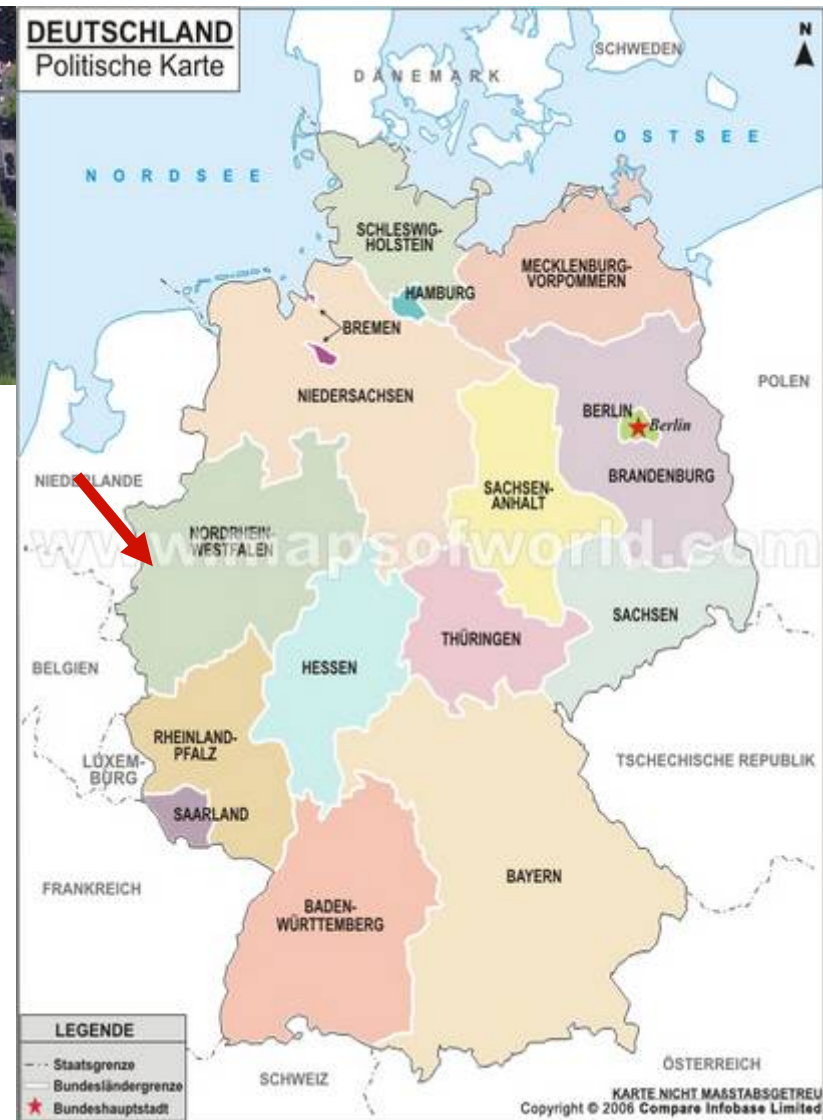 DEUTSCHLAND
Politische Karte
N
SCHWEDEN
DÄNEMARK
OSTSEE
NORDSEE
SCHLESWIG-
HOLSTEIN
MECKLENBURG-
VORPOMMERN
HAMBURG
BREMEN
POLEN
NIEDERSACHSEN
BERLIN
Berlin
NIEDERLANDE
BRANDENBURG
SACHSEN-
ANHALT
NORDRHEIN-
WESTFALEN
www.mapsofworld.com
SACHSEN
THÜRINGEN
BELGIEN
HESSEN
RHEINLAND-
PFALZ
LUXEM-
BURG
TSCHECHISCHE REPUBLIK
SAARLAND
FRANKREICH
BAYERN
BADEN-
WÜRTTEMBERG
LEGENDE
Staatsgrenze
Bundesländergrenze
Bundeshauptstadt
SCHWEIZ
ÖSTERREICH
KARTE NICHT MAßSTABSGETREU
Copyright © 2006 Compare Infobase Limited